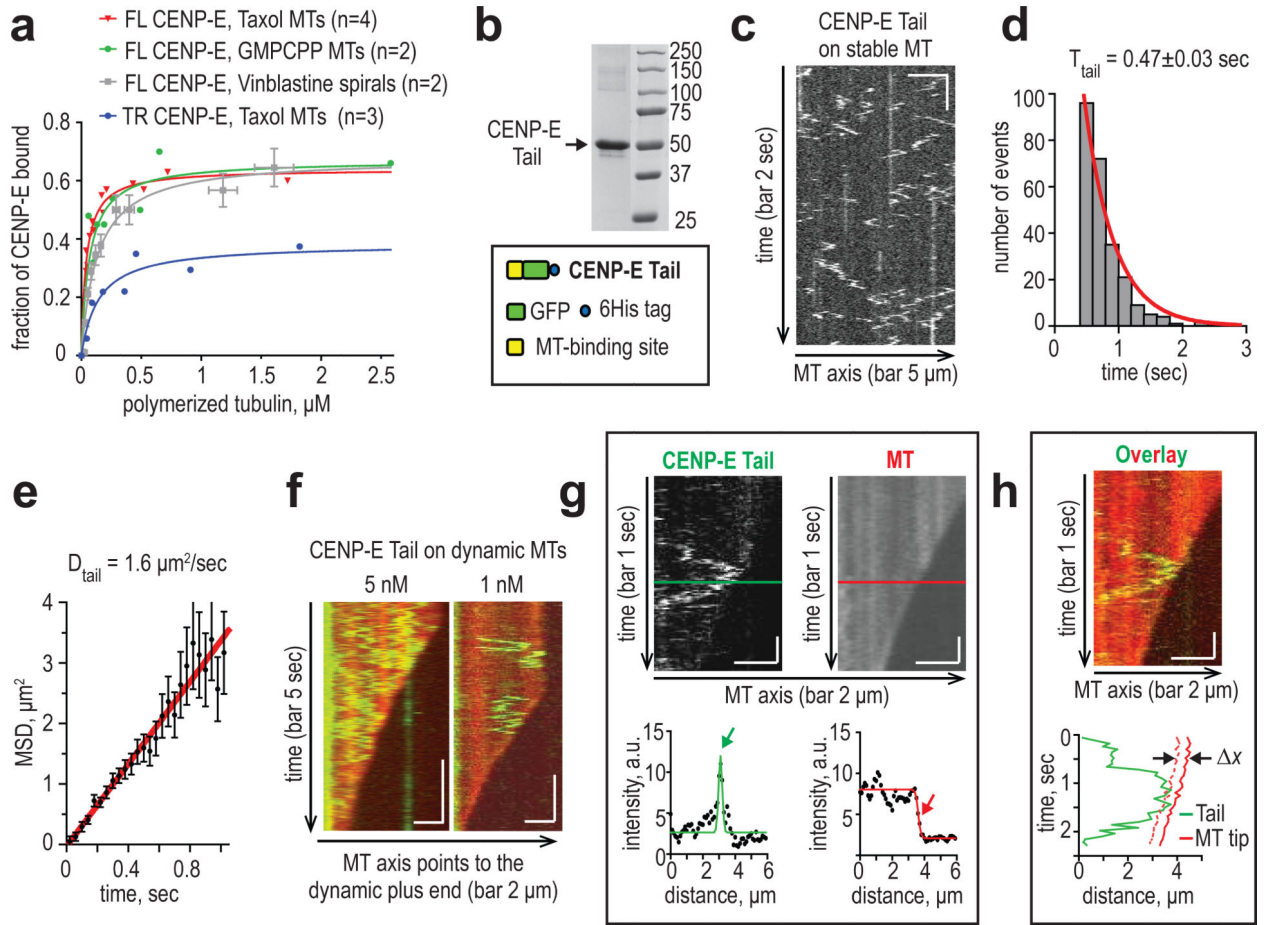 a
FL CENP-E, Taxol MTs (n=4)
FL CENP-E, GMPCPP MTs (n=2)
FL CENP-E, Vinblastine spirals (n=2)
TR CENP-E, Taxol MTs (n=3)
fraction of CENP-E bound
0.8
0.6
0.4
0.2
0
0 0.5 1 1.5 2 2.5
polymerized tubulin, µM
b
250
150
100
75
50
37
25
CENP-E
Tail
CENP-E Tail
GFP 6His tag
MT-binding site
c
CENP-E Tail
on stable MT
time (bar 2 sec)
MT axis (bar 5 µm)
d
T tail = 0.47±0.03 sec
number of events
100
80
60
40
20
0
0 1 2 3
time (sec)
e
D tail = 1.6 µm²/sec
MSD, µm²
4
3
2
1
0
0 0.4 0.8
time, sec
f
CENP-E Tail on dynamic MTs
5 nM 1 nM
time (bar 5 sec)
MT axis points to the
dynamic plus end (bar 2 µm)
g
CENP-E Tail MT
time (bar 1 sec)
time (bar 1 sec)
MT axis (bar 2 µm)
intensity, a.u.
15
10
5
0
0 2 4 6
distance, µm
intensity, a.u.
15
10
5
0
0 2 4 6
distance, µm
h
Overlay
time (bar 1 sec)
MT axis (bar 2 µm)
time, sec
0
1
2
Δx
Tail
MT tip
0 2 4
distance, µm